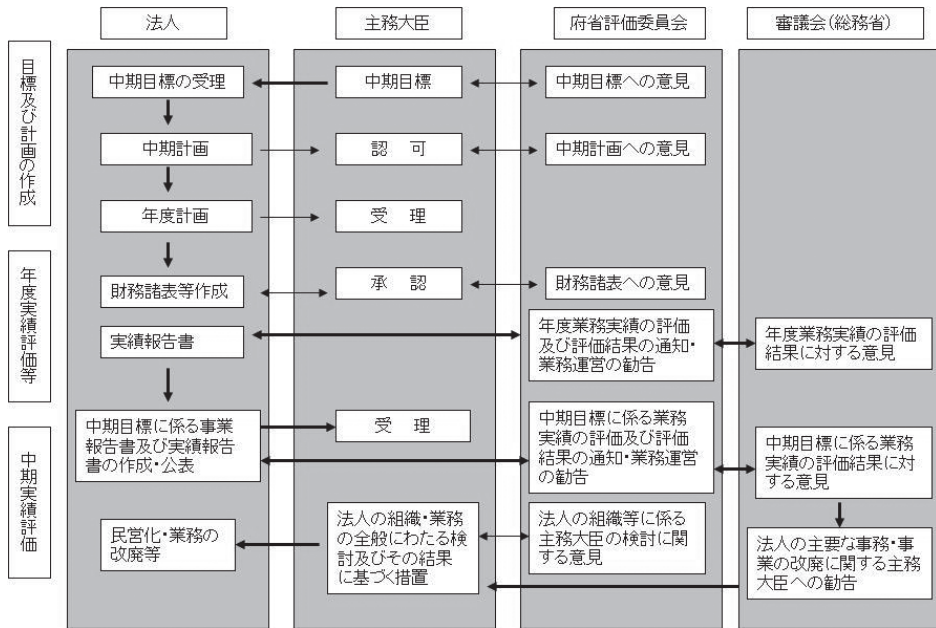 法人
主務大臣
府省評価委員会
審議会（総務省）
目標及び計画の作成
中期目標の受理
中期目標
中期目標への意見
中期計画
認　可
中期計画への意見
年度計画
受　理
年度実績評価等
財務諸表等作成
承　認
財務諸表への意見
実績報告書
年度業務実績の評価
及び評価結果の通知・
業務運営の勧告
年度業務実績の評価
結果に対する意見
中期実績評価
中期目標に係る事業
報告書及び実績報告
書の作成・公表
受　理
中期目標に係る業務
実績の評価及び評価
結果の通知・業務運営
の勧告
中期目標に係る業務
実績の評価結果に対
する意見
民営化・業務の
改廃等
法人の組織・業務
の全般にわたる検
討及びその結果
に基づく措置
法人の組織等に係る
主務大臣の検討に関
する意見
法人の主要な事務・事
業の改廃に関する主務
大臣への勧告